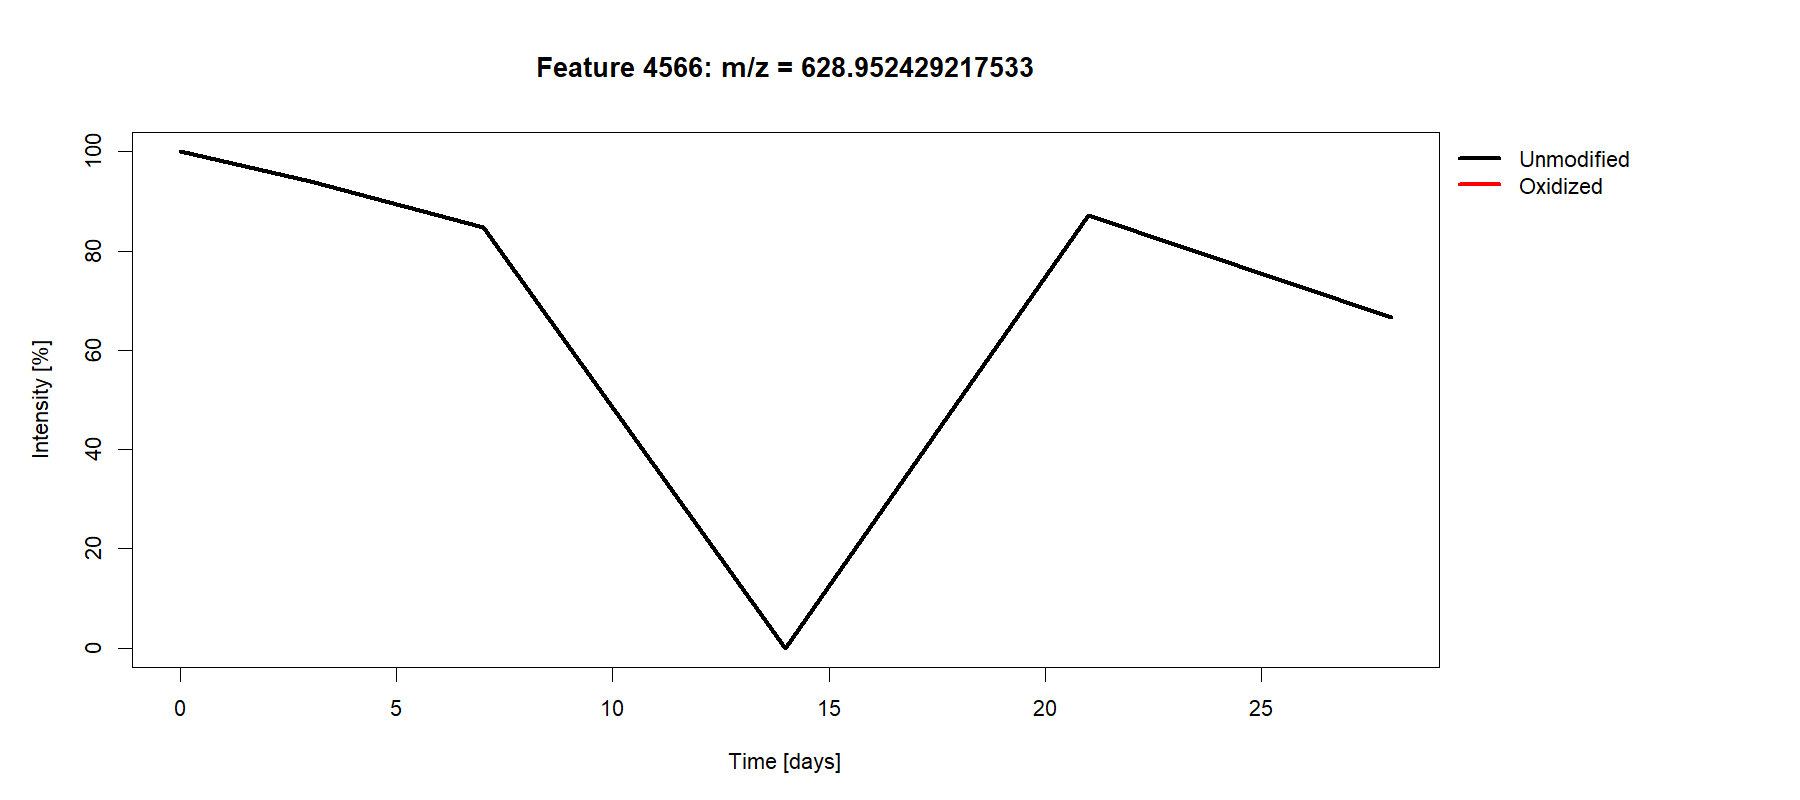 Feature 4566: m/z = 628.952429217533
Unmodified
Oxidized
100
80
60
40
20
0
Intensity [%]
0 5 10 15 20 25
Time [days]